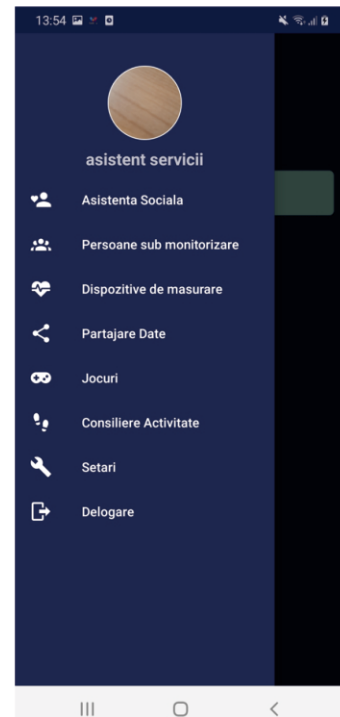 13:54
asistent servicii
Asistenta Sociala
Persoane sub monitorizare
Dispozitive de masurare
Partajare Date
Jocuri
Consiliere Activitate
Setari
Delogare